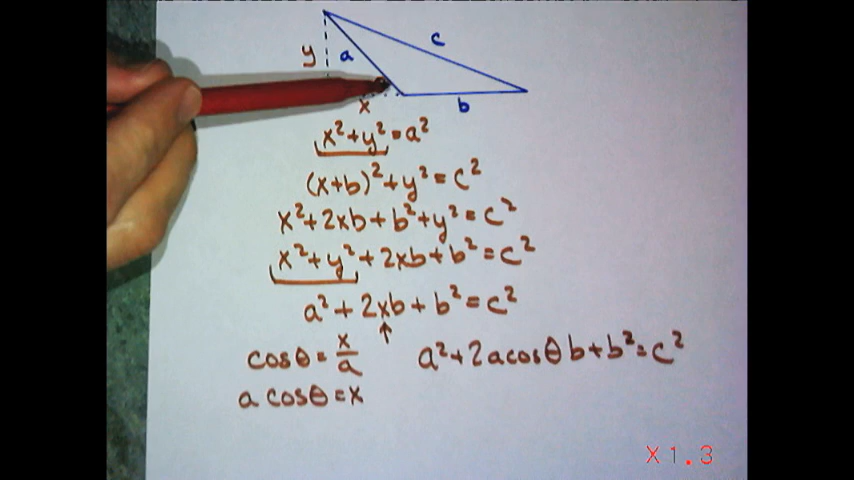 c
y a
x b
x²+y²=a²
(x+b)²+y²=c²
x²+2xb+b²+y²=c²
x²+y²+2xb+b²=c²
a²+2xb+b²=c²
cosθ=x/a a²+2acosθb+b²=c²
a cosθ=x
X1.3